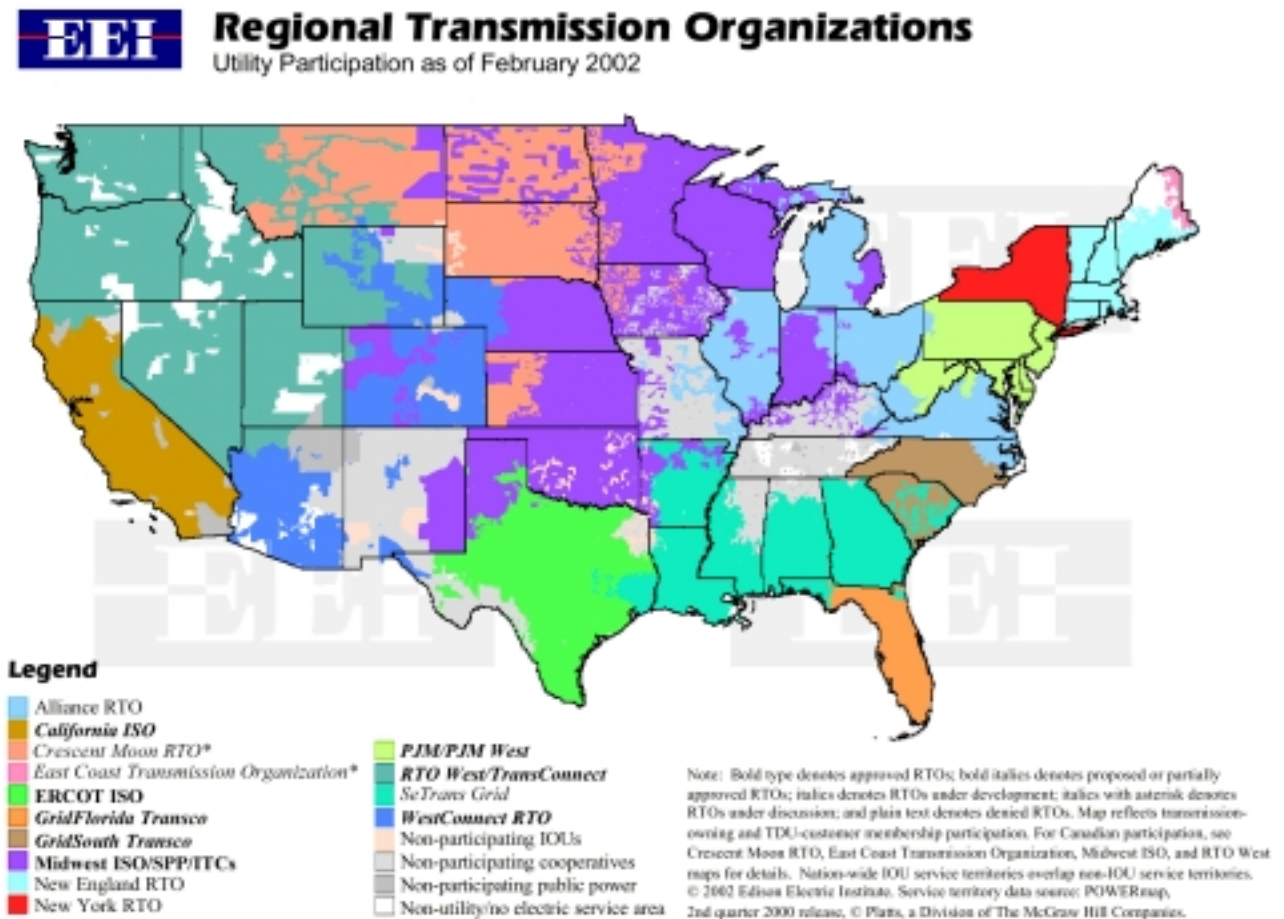 EEI
Regional Transmission Organizations
Utility Participation as of February 2002
EEI
EEI
EEI
Legend
Alliance RTO
California ISO
Crescent Moon RTO*
East Coast Transmission Organization*
ERCOT ISO
GridFlorida Transco
GridSouth Transco
Midwest ISO/SPP/ITCs
New England RTO
New York RTO
PJM/PJM West
RTO West/TransConnect
SeTrans Grid
WestConnect RTO
Non-participating IOUs
Non-participating cooperatives
Non-participating public power
Non-utility/no electric service area
Note: Bold type denotes approved RTOs; bold italics denotes proposed or partially
approved RTOs; italics denotes RTOs under development; italics with asterisk denotes
RTOs under discussion; and plain text denotes denied RTOs. Map reflects transmission-
owning and TDU-customer membership participation. For Canadian participation, see
Crescent Moon RTO, East Coast Transmission Organization, Midwest ISO, and RTO West
maps for details. Nation-wide IOU service territories overlap non-IOU service territories.
© 2002 Edison Electric Institute. Service territory data source: POWERmap,
2nd quarter 2000 release, © Platts, a Division of The McGraw Hill Companies.